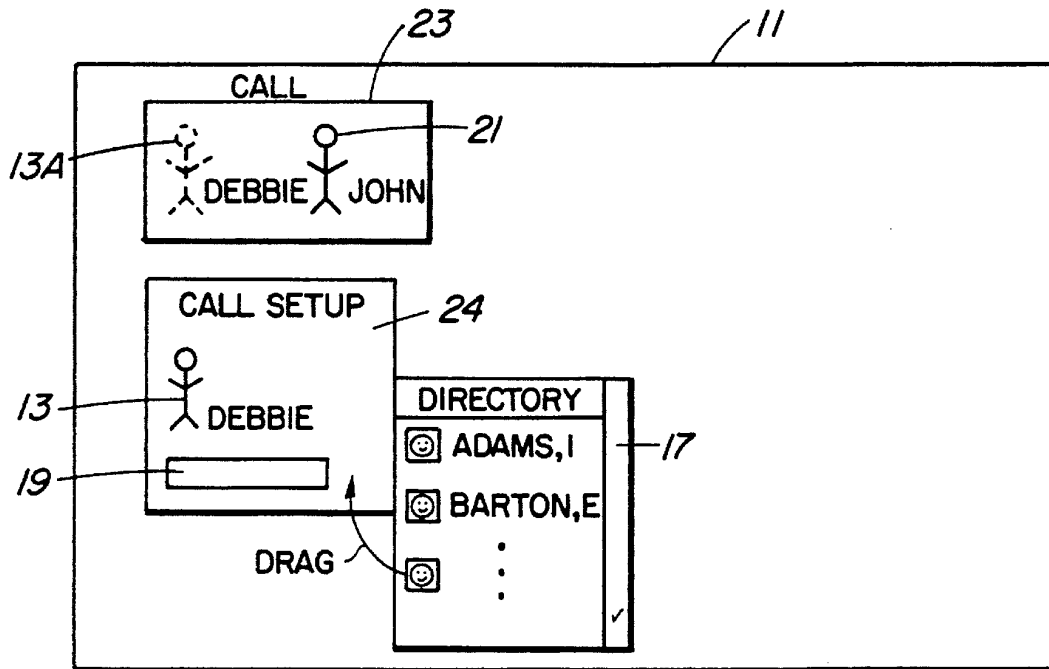 23
11
CALL
21
13A
DEBBIE JOHN
CALL SETUP
24
13
DEBBIE
DIRECTORY
ADAMS, I
17
19
BARTON, E
DRAG